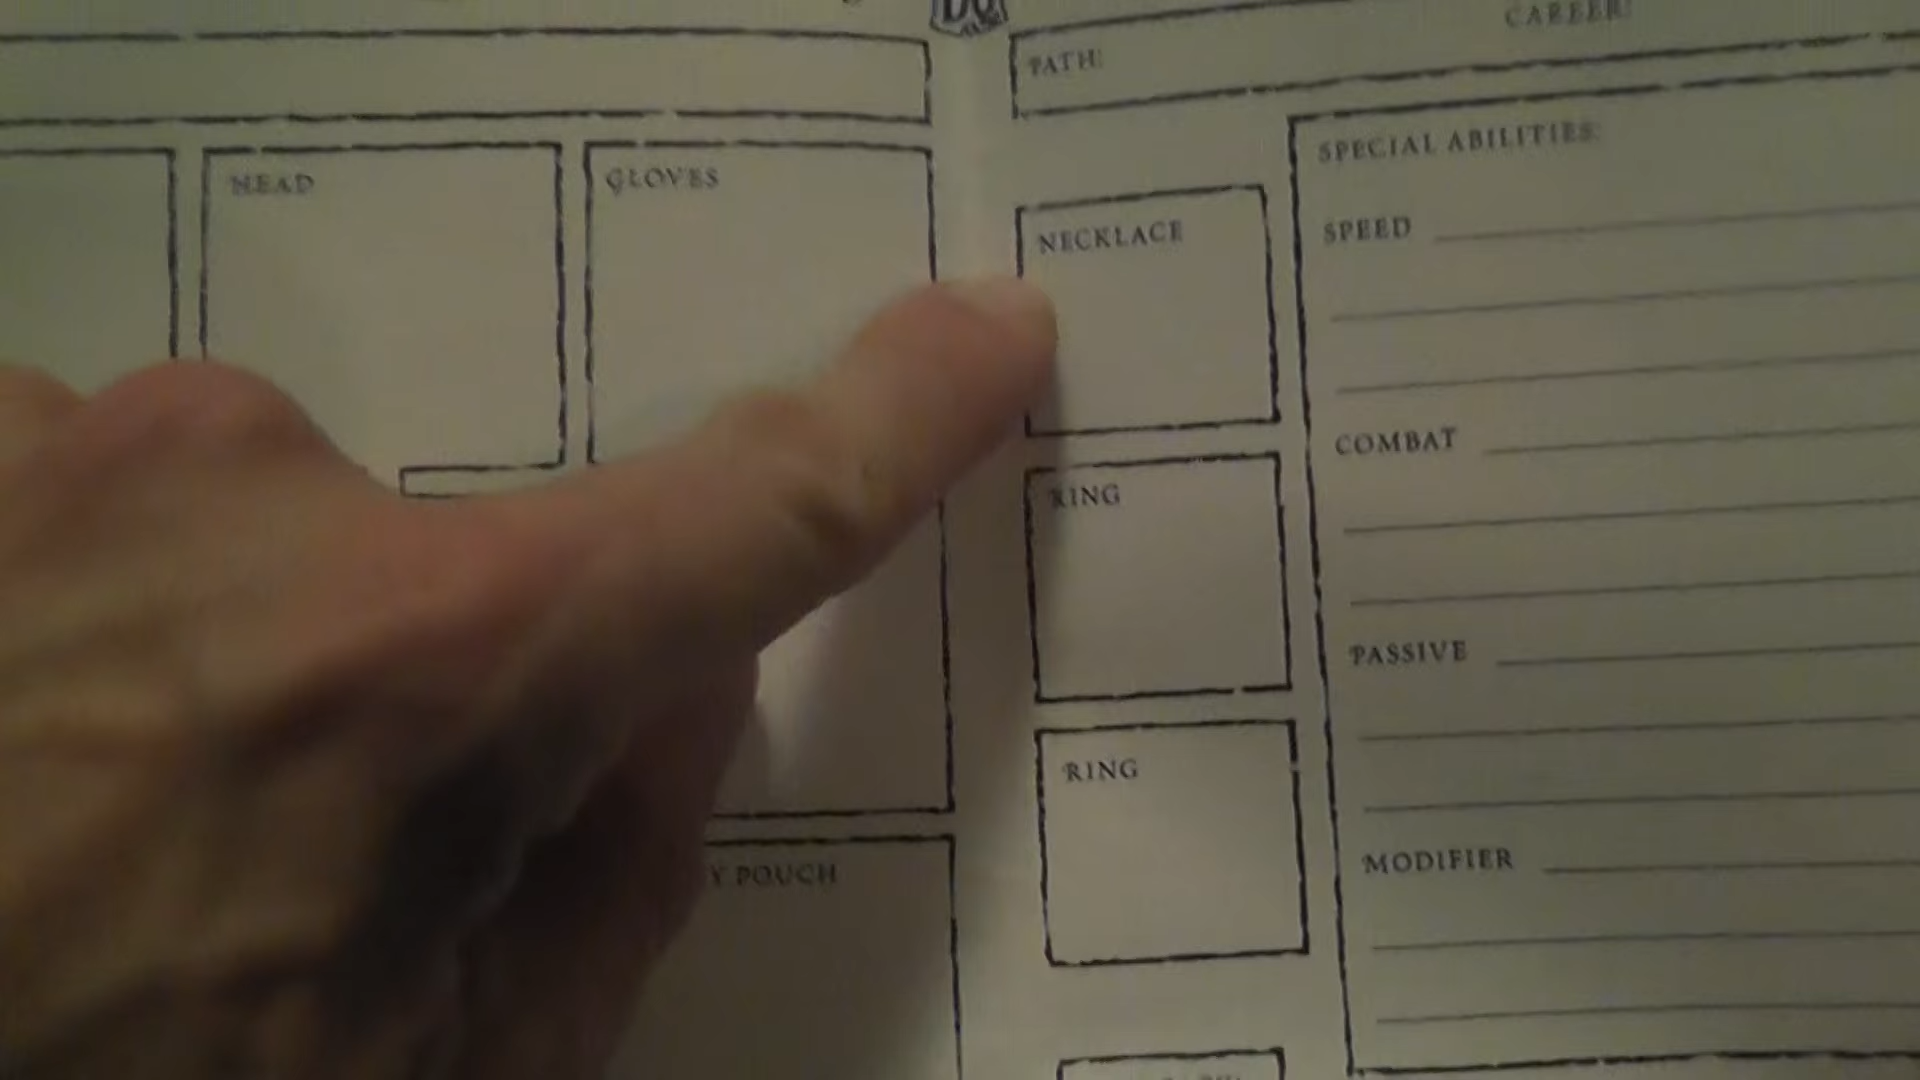 CAREER:
PATH:
HEAD
GLOVES
NECKLACE
RING
RING
Y POUCH
SPECIAL ABILITIES:
SPEED
COMBAT
PASSIVE
MODIFIER